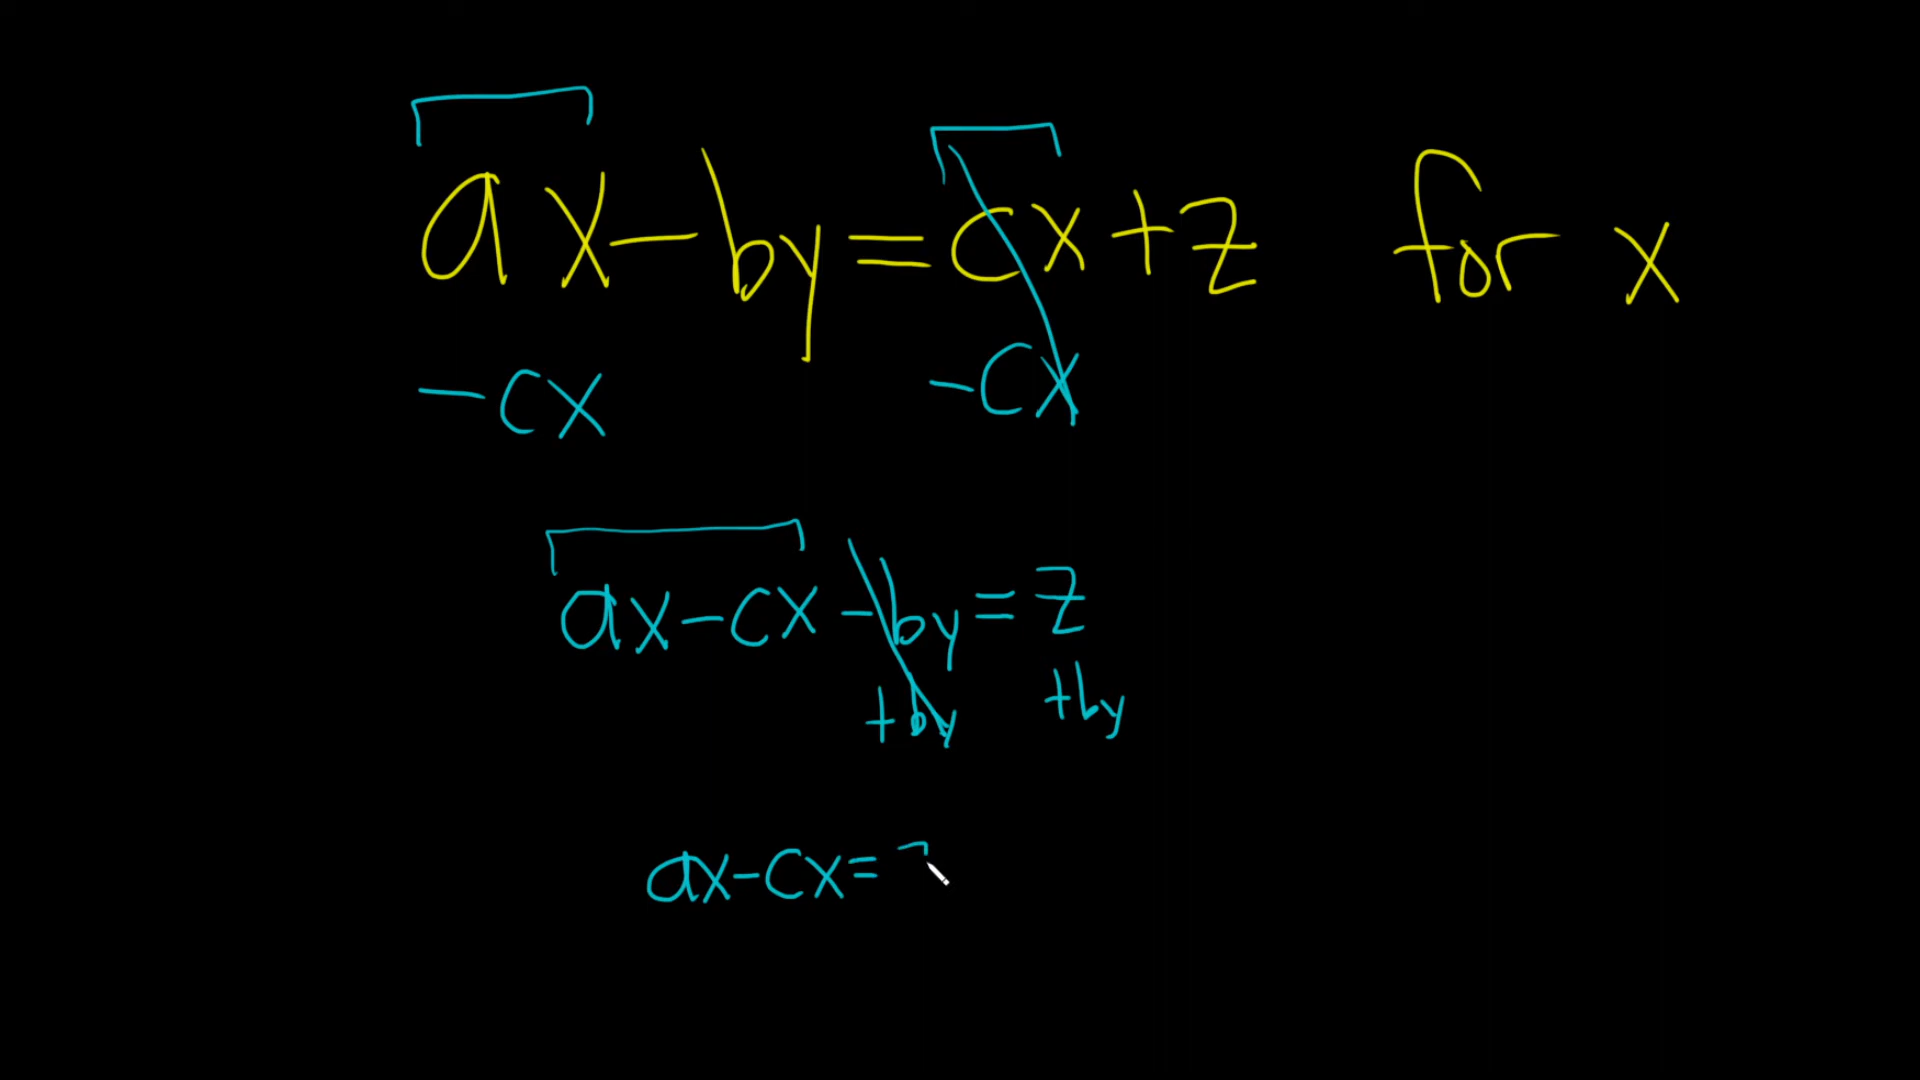 ax-by=cx+z for x
-cx -cx
ax-cx-by=z
+by +by
ax-cx=